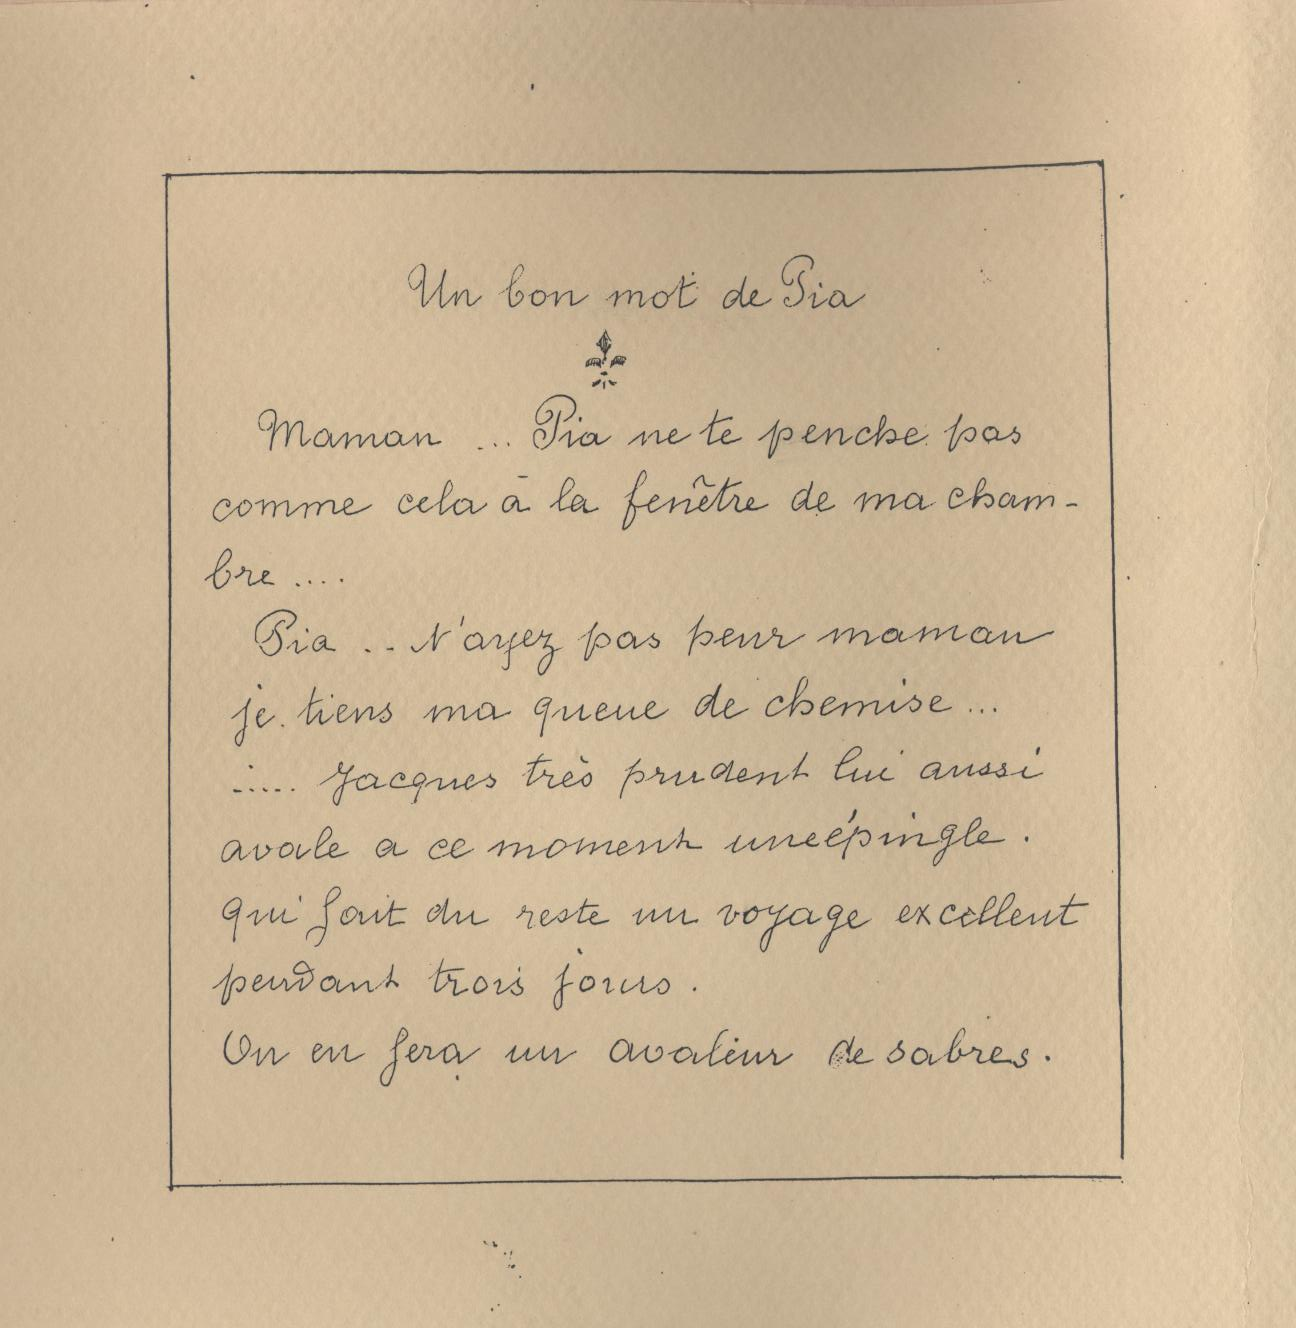 Un bon mot de Pia
Maman ... Pia ne te penche pas
comme cela à la fenêtre de ma cham-
bre ....
Pia ... N'ayez pas peur maman
je tiens ma queue de chemise ...
..... Jacques très prudent lui aussi
avale a ce moment une épingle.
qui fait du reste un voyage excellent
pendant trois jours.
On en fera un avaleur de sabres.